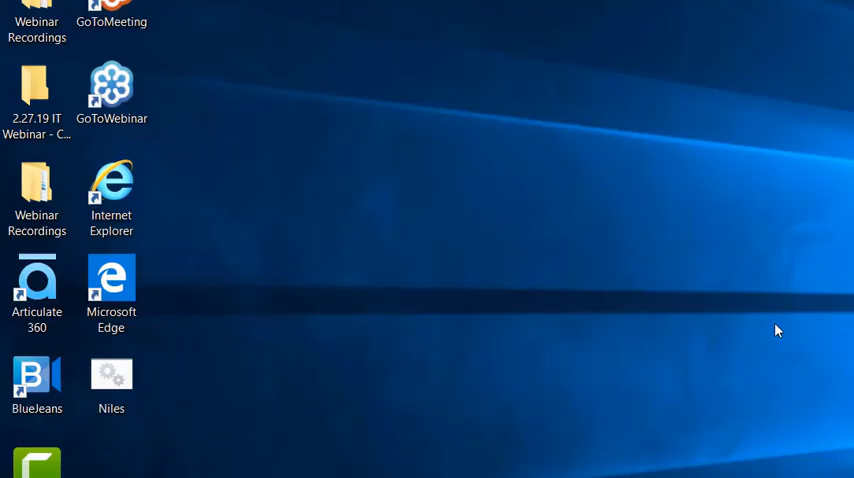 Webinar
Recordings
GoToMeeting
2.27.19 IT
Webinar - C...
GoToWebinar
Webinar
Recordings
Internet
Explorer
Articulate
360
Microsoft
Edge
B
BlueJeans
Niles